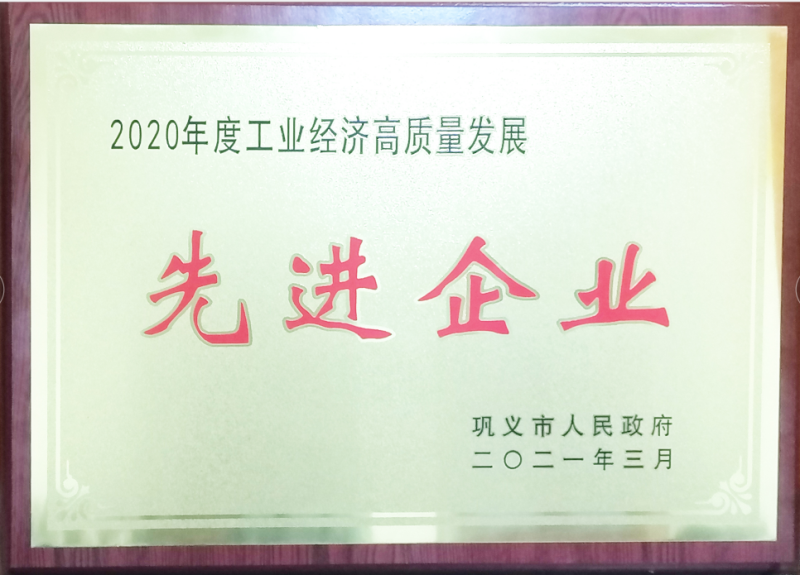 2020年度工业经济高质量发展
先进企业
巩义市人民政府
二〇二一年三月